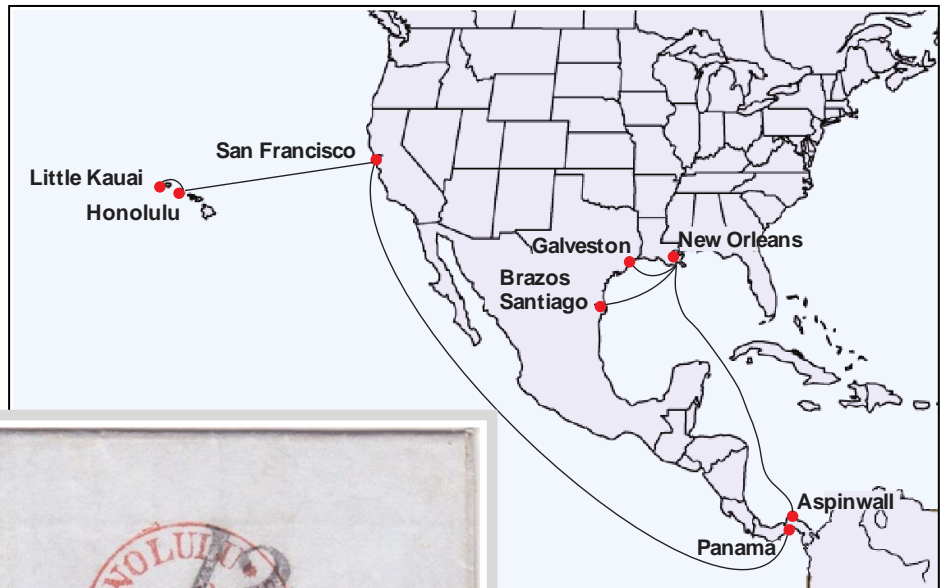 San Francisco
Little Kauai
Honolulu
Galveston
New Orleans
Brazos
Santiago
Aspinwall
Panama